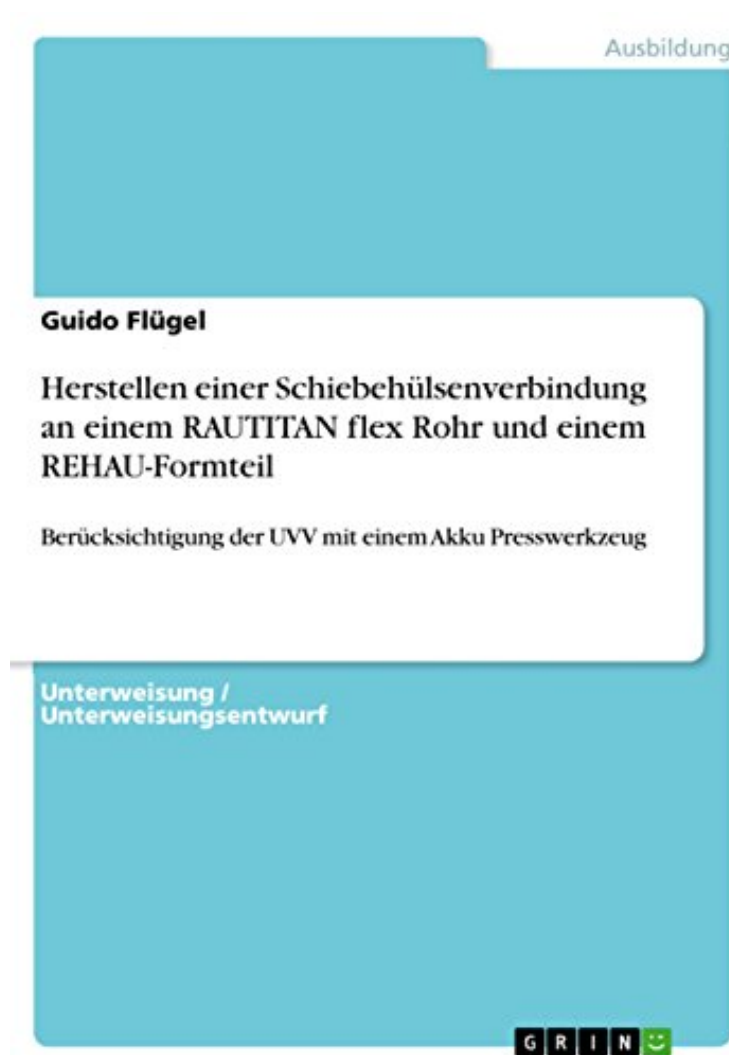 Ausbildung
Guido Flügel
Herstellen einer Schiebehülsenverbindung
an einem RAUTITAN flex Rohr und einem
REHAU-Formteil
Berücksichtigung der UVV mit einem Akku Presswerkzeug
Unterweisung /
Unterweisungsentwurf
GRIN